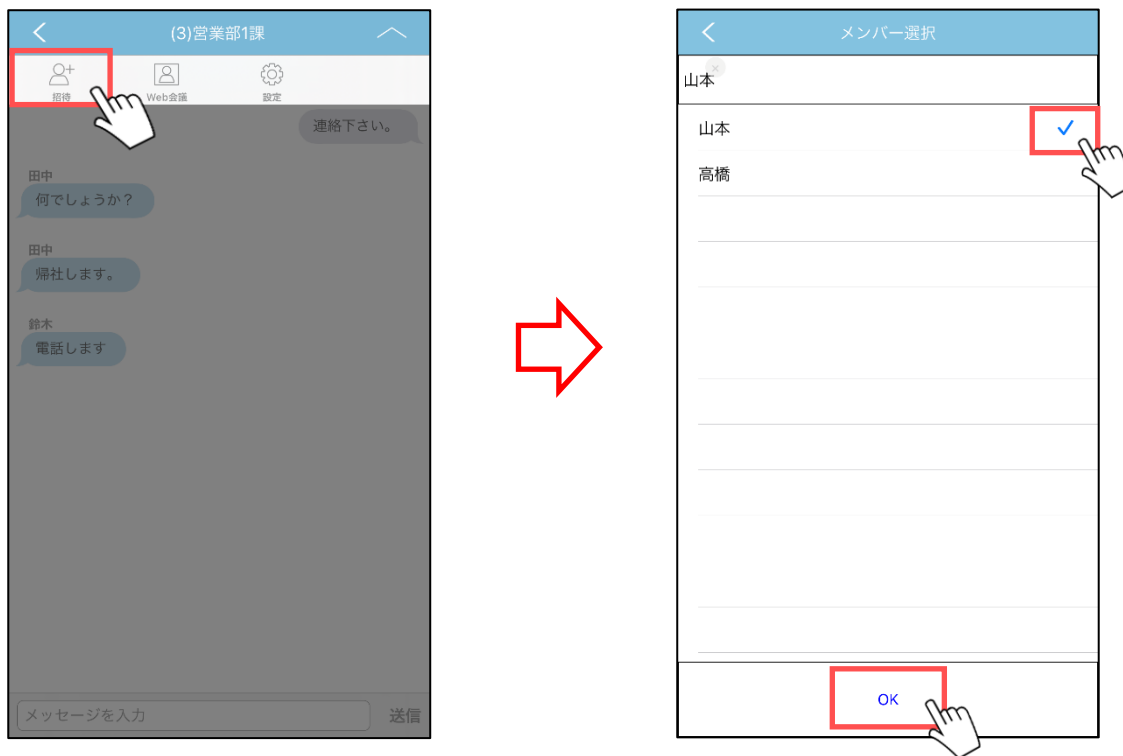 (3)営業部1課
招待
Web会議
設定
連絡下さい。
田中
何でしょうか？
田中
帰社します。
鈴木
電話します
メッセージを入力
送信
メンバー選択
山本
山本
高橋
OK